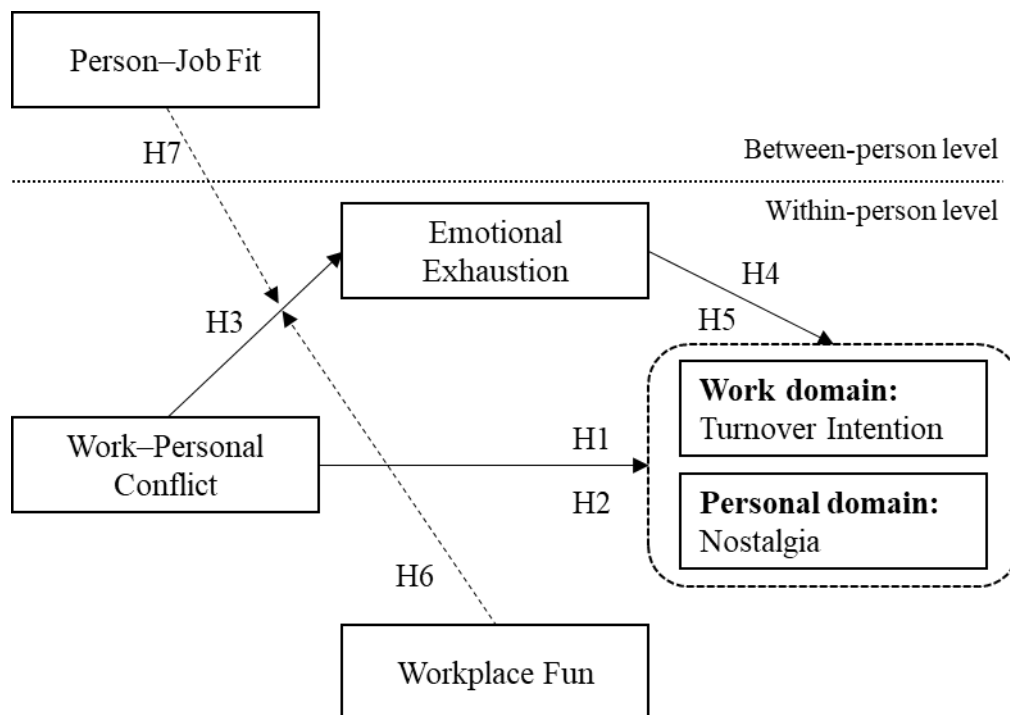 Person–Job Fit
H7
Between-person level
Within-person level
Emotional
Exhaustion
H4
H3
H5
Work domain:
Turnover Intention
Work–Personal
Conflict
H1
H2
Personal domain:
Nostalgia
H6
Workplace Fun